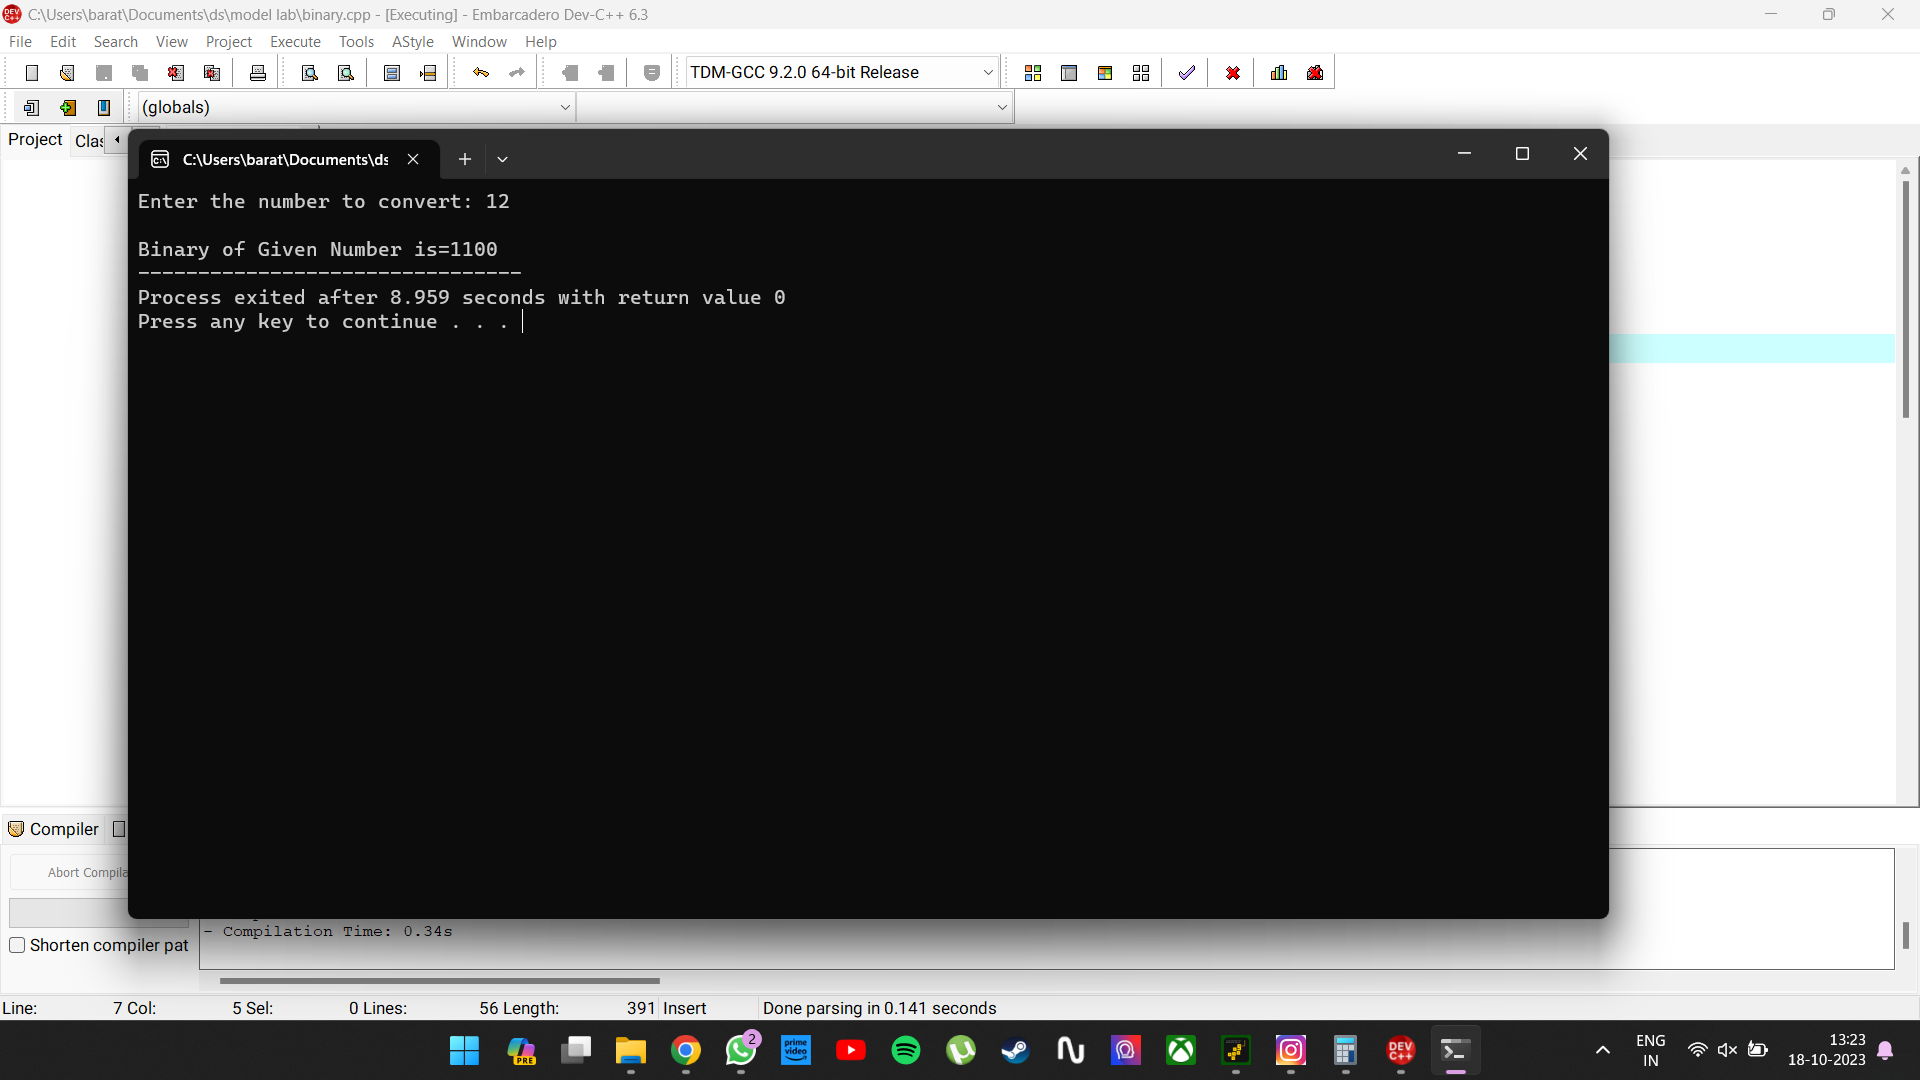 C:\Users\barat\Documents\ds\model lab\binary.cpp - [Executing] - Embarcadero Dev-C++ 6.3
File Edit Search View Project Execute Tools AStyle Window Help
TDM-GCC 9.2.0 64-bit Release
(globals)
Project Clas
C:\Users\barat\Documents\ds
Enter the number to convert: 12
Binary of Given Number is=1100
--------------------------------
Process exited after 8.959 seconds with return value 0
Press any key to continue . . .
Compiler
Abort Compila
- Compilation Time: 0.34s
Shorten compiler pat
Line: 7 Col: 5 Sel: 0 Lines: 56 Length: 391 Insert Done parsing in 0.141 seconds
PRE
2
prime video
DEV C++
ENG
IN
13:23
18-10-2023